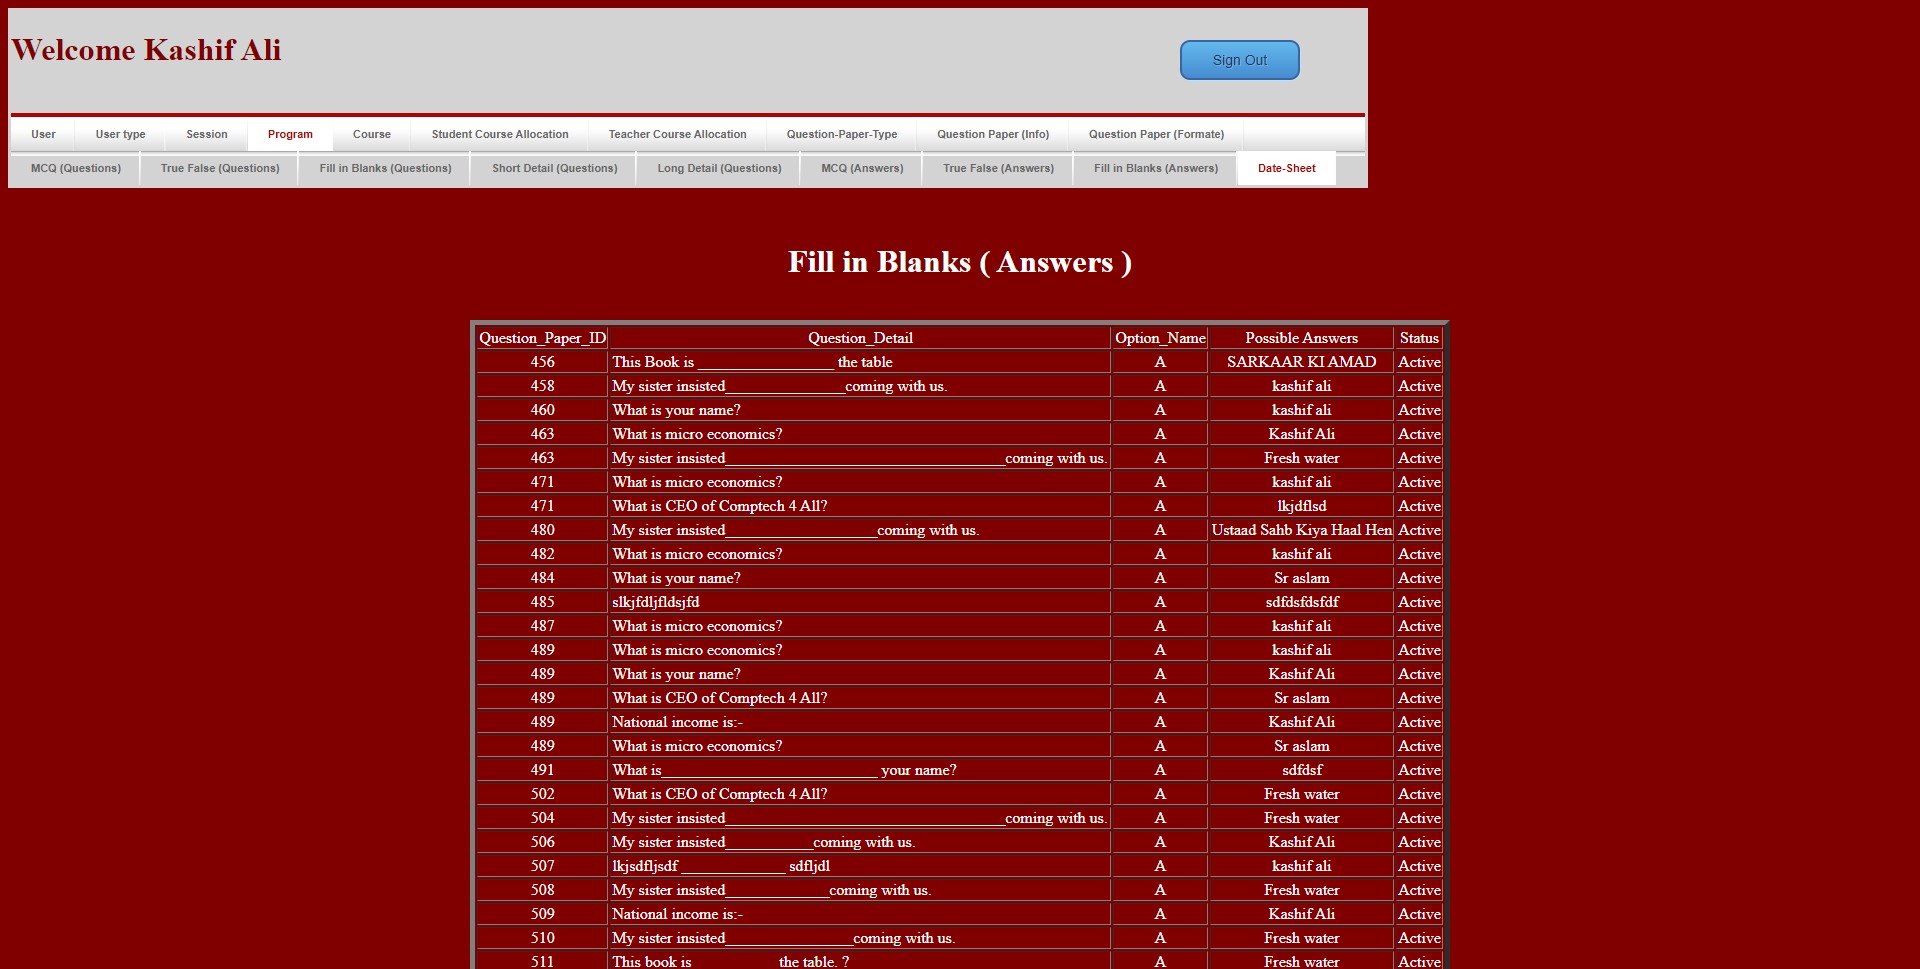 Welcome Kashif Ali
Sign Out
User User type Session Program Course Student Course Allocation Teacher Course Allocation Question-Paper-Type Question Paper (Info) Question Paper (Formate)
MCQ (Questions) True False (Questions) Fill in Blanks (Questions) Short Detail (Questions) Long Detail (Questions) MCQ (Answers) True False (Answers) Fill in Blanks (Answers) Date-Sheet
Fill in Blanks ( Answers )
Question_Paper_ID Question_Detail Option_Name Possible Answers Status
456 This Book is _________________ the table A SARKAAR KI AMAD Active
458 My sister insisted_______________coming with us. A kashif ali Active
460 What is your name? A kashif ali Active
463 What is micro economics? A Kashif Ali Active
463 My sister insisted___________________________________coming with us. A Fresh water Active
471 What is micro economics? A kashif ali Active
471 What is CEO of Comptech 4 All? A lkjdflsd Active
480 My sister insisted___________________coming with us. A Ustaad Sahb Kiya Haal Hen Active
482 What is micro economics? A kashif ali Active
484 What is your name? A Sr aslam Active
485 slkjfdljfldsjfd A sdfdsfdsfdf Active
487 What is micro economics? A kashif ali Active
489 What is micro economics? A kashif ali Active
489 What is your name? A Kashif Ali Active
489 What is CEO of Comptech 4 All? A Sr aslam Active
489 National income is:- A Kashif Ali Active
489 What is micro economics? A Sr aslam Active
491 What is___________________________ your name? A sdfdsf Active
502 What is CEO of Comptech 4 All? A Fresh water Active
504 My sister insisted___________________________________coming with us. A Fresh water Active
506 My sister insisted___________coming with us. A Kashif Ali Active
507 lkjsdfljsdf _____________ sdfljdl A kashif ali Active
508 My sister insisted_____________coming with us. A Fresh water Active
509 National income is:- A Kashif Ali Active
510 My sister insisted________________coming with us. A Fresh water Active
511 This book is the table. ? A Fresh water Active